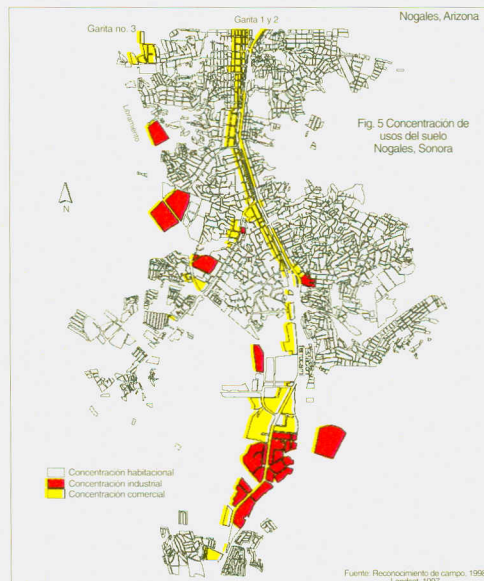 Garita 1 y 2
Nogales, Arizona
Garita no. 3
Libramiento
Fig. 5 Concentración de
usos del suelo
Nogales, Sonora
N
Concentración habitacional
Concentración industrial
Concentración comercial
Fuente: Reconocimiento de campo, 1998